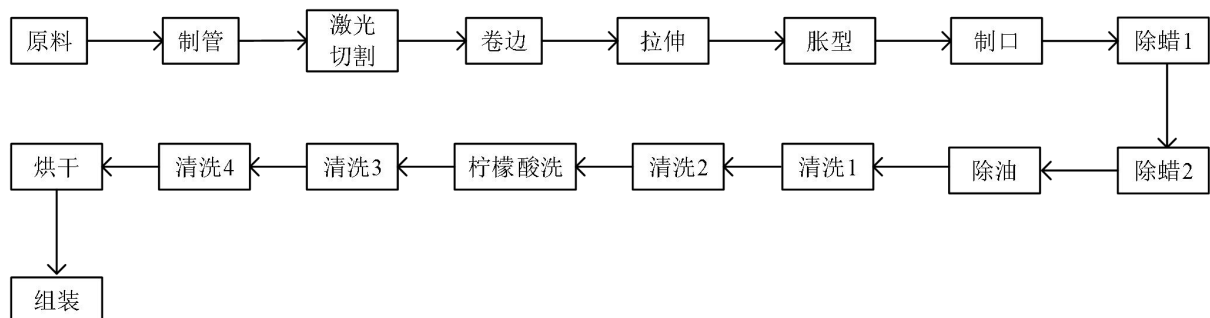 原料
制管
激光
切割
卷边
拉伸
胀型
制口
除蜡1
除蜡2
除油
清洗1
清洗2
柠檬酸洗
清洗3
清洗4
烘干
组装